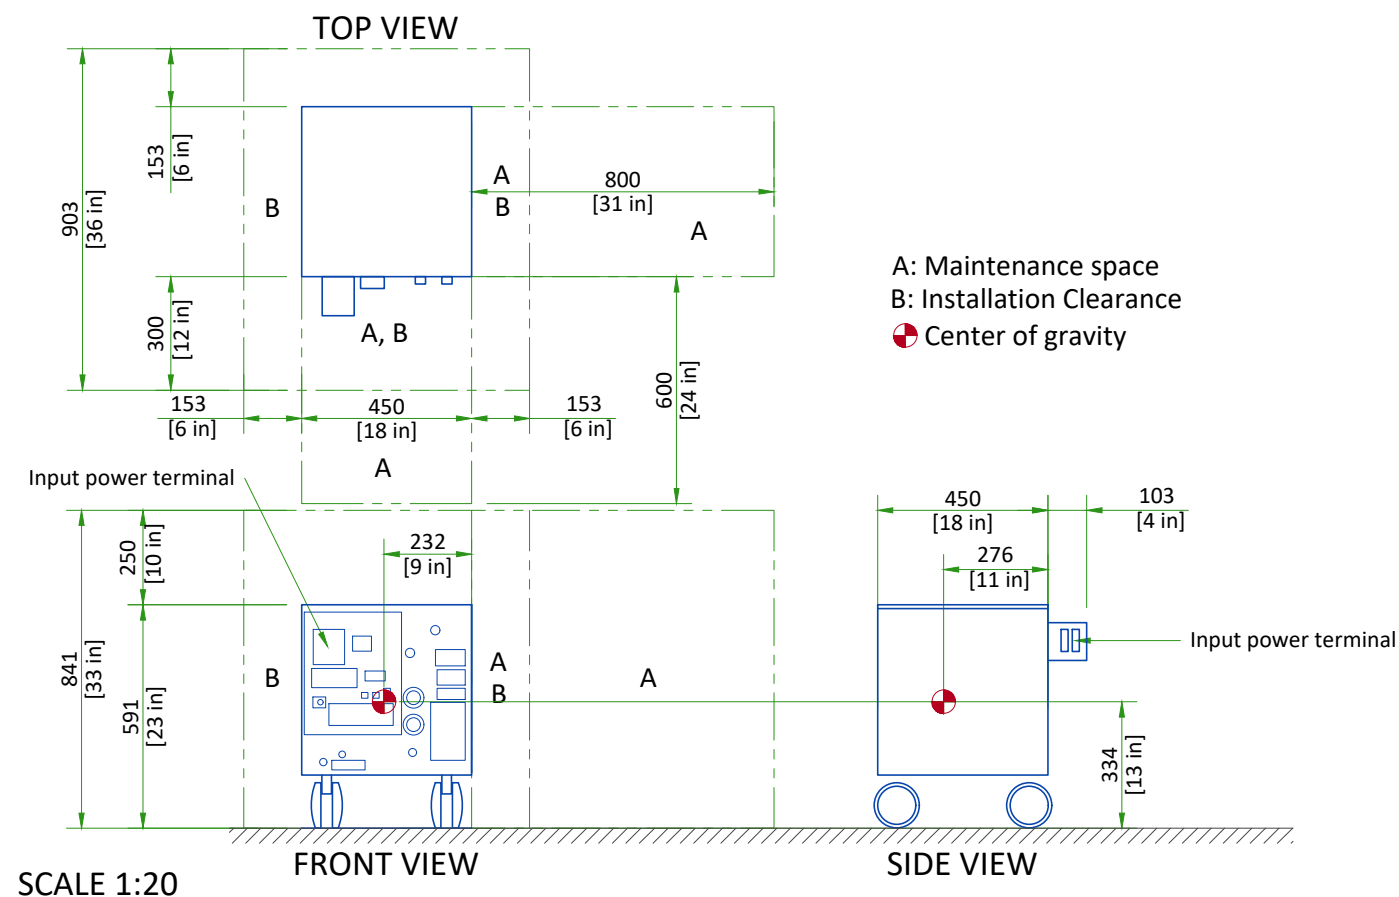 TOP VIEW
153
[6 in]
903
[36 in]
B
A
B
800
[31 in]
A
A: Maintenance space
B: Installation Clearance
Center of gravity
300
[12 in]
A, B
600
[24 in]
153
[6 in]
450
[18 in]
153
[6 in]
A
Input power terminal
250
[10 in]
232
[9 in]
450
[18 in]
103
[4 in]
276
[11 in]
841
[33 in]
591
[23 in]
B
A
B
A
Input power terminal
334
[13 in]
FRONT VIEW
SIDE VIEW
SCALE 1:20